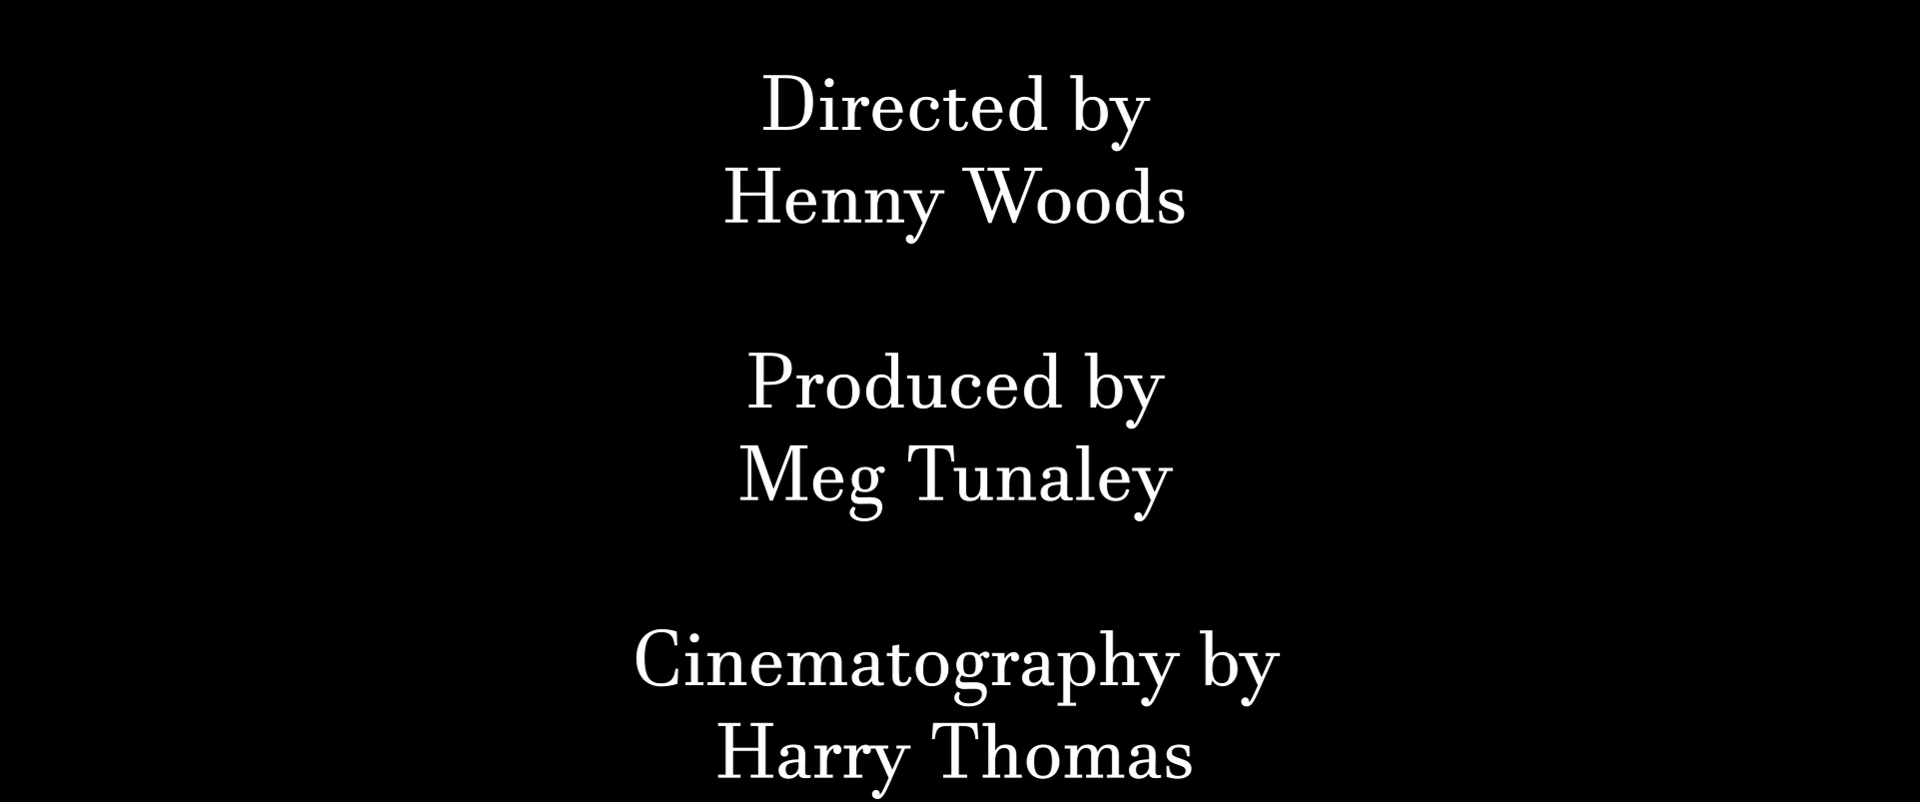 Directed by
Henny Woods
Produced by
Meg Tunaley
Cinematography by
Harry Thomas